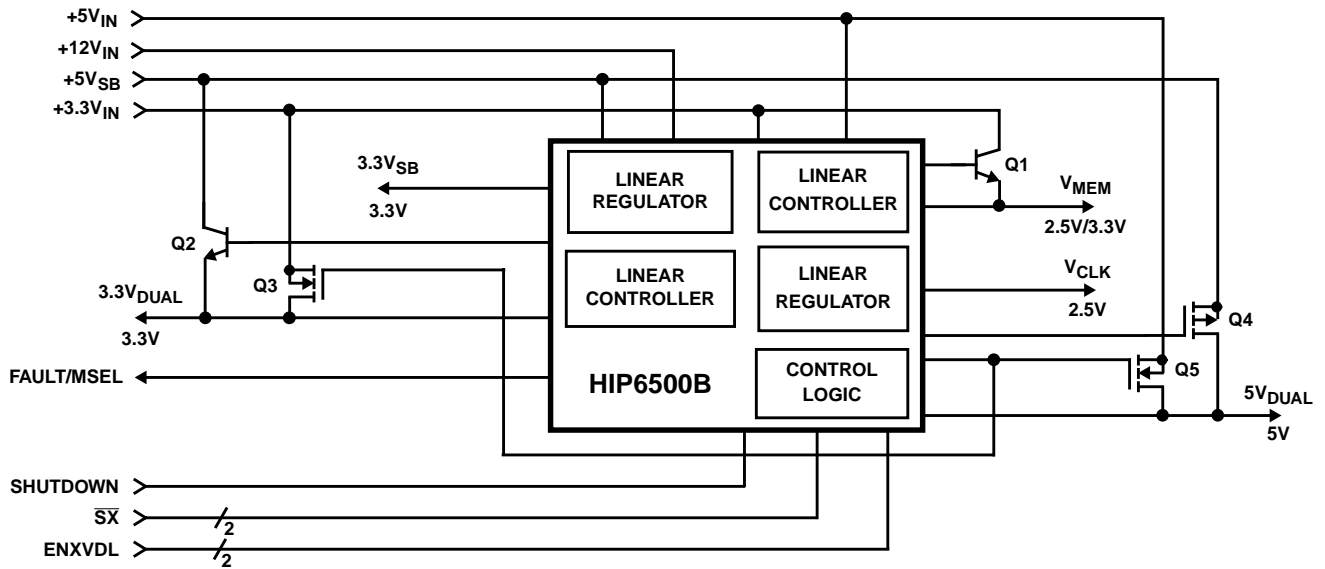 +5VIN
+12VIN
+5VSB
+3.3VIN
3.3VSB
3.3V
LINEAR
REGULATOR
LINEAR
CONTROLLER
Q1
VMEM
2.5V/3.3V
Q2
Q3
LINEAR
CONTROLLER
LINEAR
REGULATOR
VCLK
2.5V
3.3VDUAL
3.3V
Q4
Q5
FAULT/MSEL
HIP6500B
CONTROL
LOGIC
5VDUAL
5V
SHUTDOWN
SX
2
ENXVDL
2